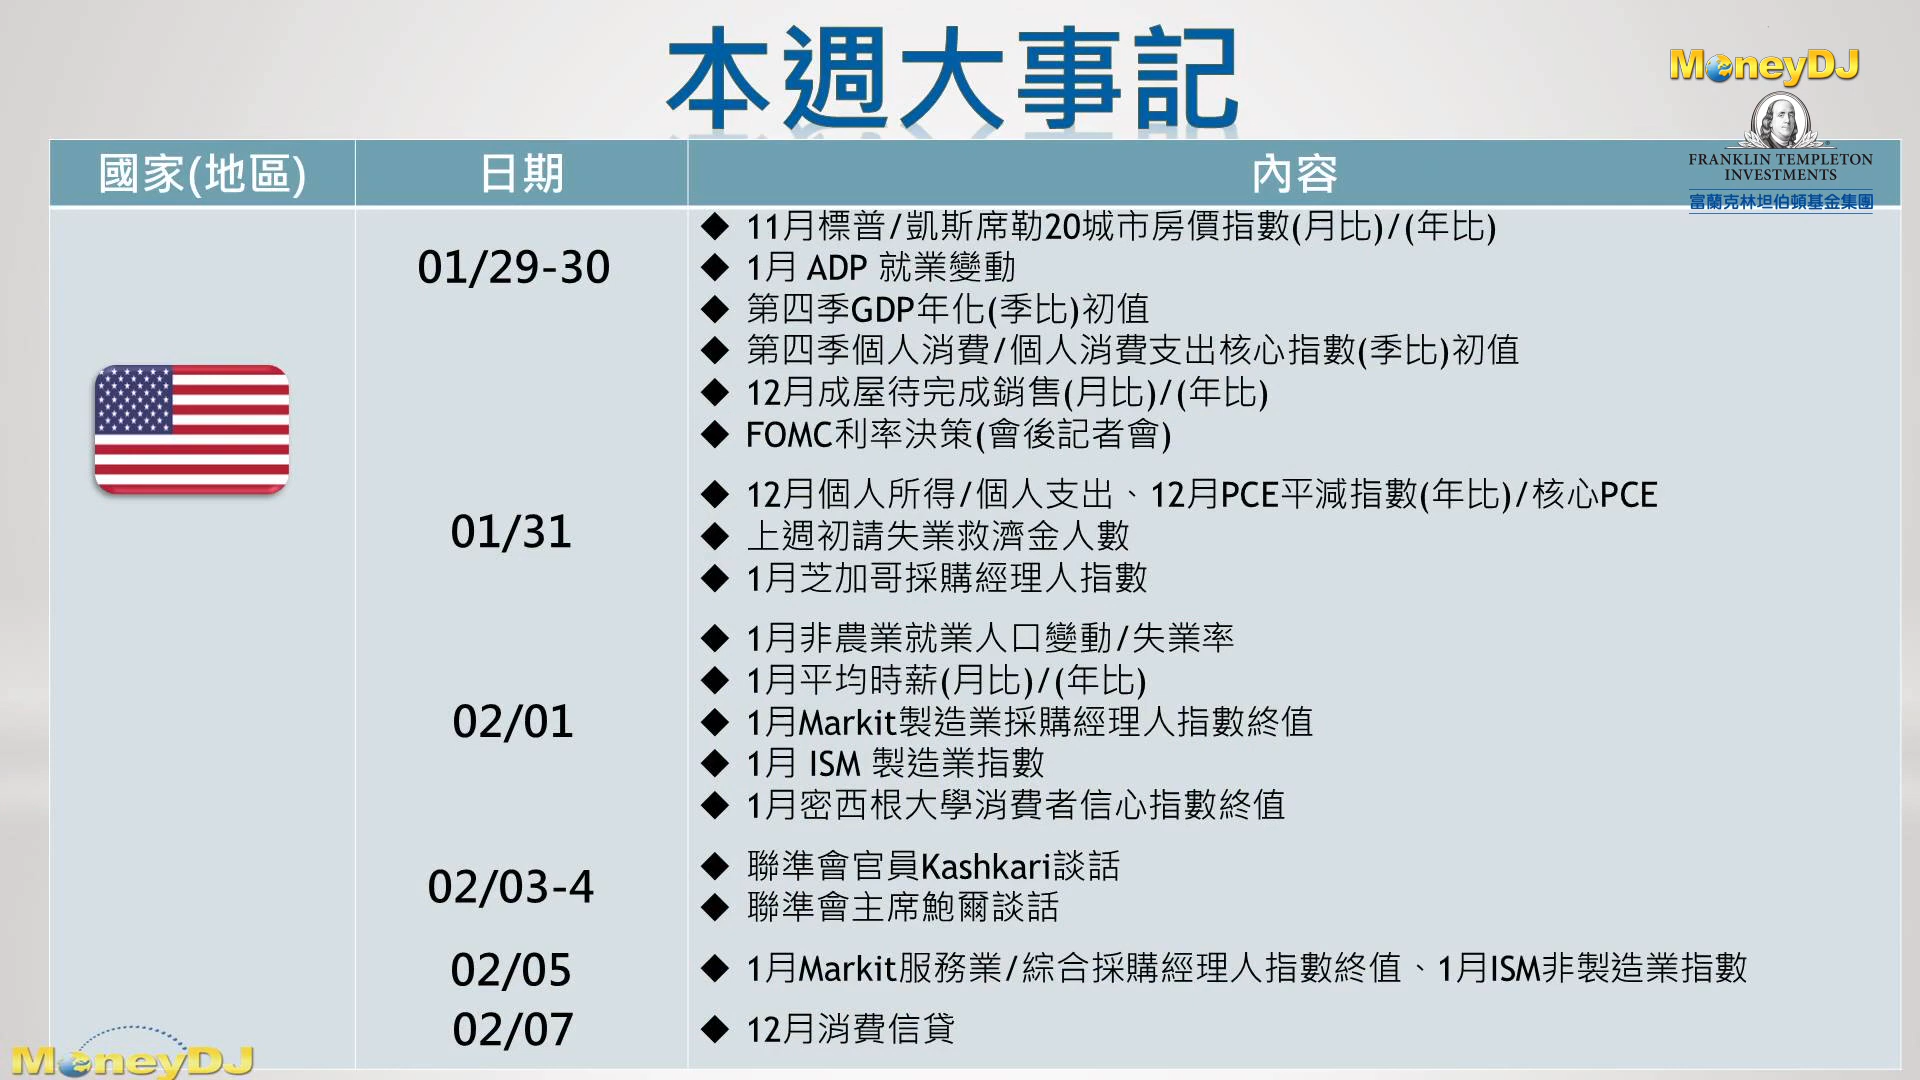 本週大事記
MoneyDJ
FRANKLIN TEMPLETON
INVESTMENTS
富蘭克林坦伯頓基金集團
國家(地區) 日期 內容
01/29-30
◆ 11月標普/凱斯席勒20城市房價指數(月比)/(年比)
◆ 1月 ADP 就業變動
◆ 第四季GDP年化(季比)初值
◆ 第四季個人消費/個人消費支出核心指數(季比)初值
◆ 12月成屋待完成銷售(月比)/(年比)
◆ FOMC利率決策(會後記者會)
01/31
◆ 12月個人所得/個人支出、12月PCE平減指數(年比)/核心PCE
◆ 上週初請失業救濟金人數
◆ 1月芝加哥採購經理人指數
02/01
◆ 1月非農業就業人口變動/失業率
◆ 1月平均時薪(月比)/(年比)
◆ 1月Markit製造業採購經理人指數終值
◆ 1月 ISM 製造業指數
◆ 1月密西根大學消費者信心指數終值
02/03-4
◆ 聯準會官員Kashkari談話
◆ 聯準會主席鮑爾談話
02/05
◆ 1月Markit服務業/綜合採購經理人指數終值、1月ISM非製造業指數
02/07
◆ 12月消費信貸
MoneyDJ